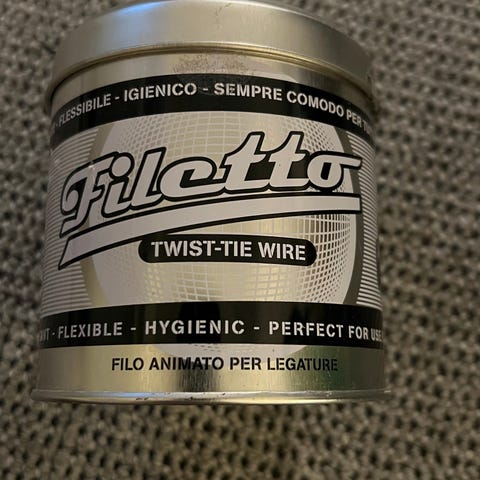 - FLESSIBILE - IGIENICO - SEMPRE COMODO PER
Filetto
TWIST-TIE WIRE
- FLEXIBLE - HYGIENIC - PERFECT FOR USE
FILO ANIMATO PER LEGATURE